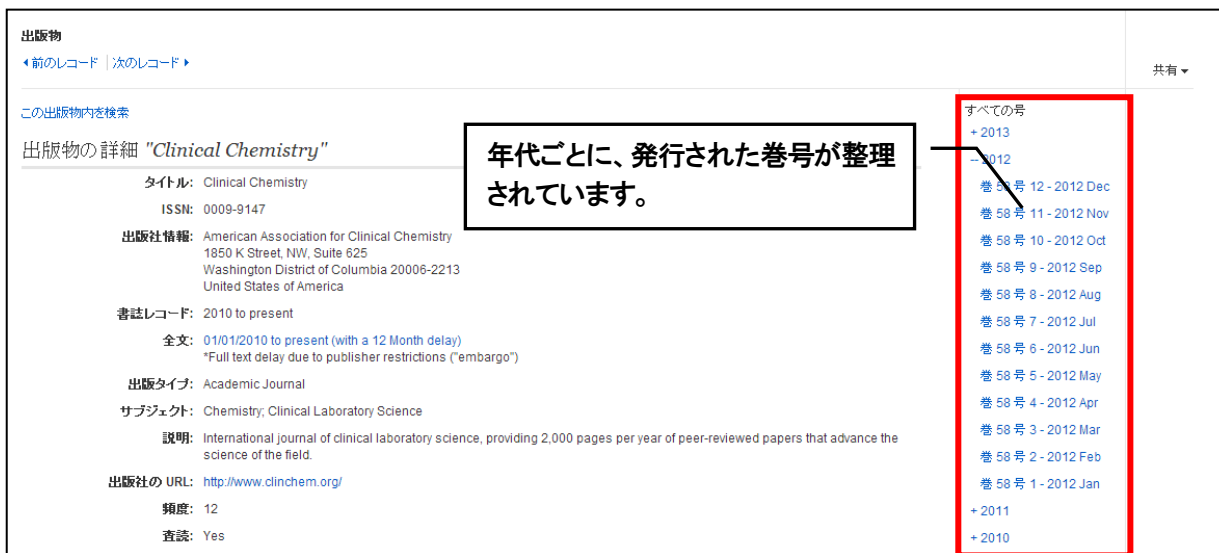 出版物
前のレコード 次のレコード
共有
この出版物内を検索
出版物の詳細 "Clinical Chemistry"
タイトル: Clinical Chemistry
ISSN: 0009-9147
出版社情報: American Association for Clinical Chemistry
1850 K Street, NW, Suite 625
Washington District of Columbia 20006-2213
United States of America
書誌レコード: 2010 to present
全文: 01/01/2010 to present (with a 12 Month delay)
*Full text delay due to publisher restrictions ("embargo")
出版タイプ: Academic Journal
サブジェクト: Chemistry; Clinical Laboratory Science
説明: International journal of clinical laboratory science, providing 2,000 pages per year of peer-reviewed papers that advance the
science of the field.
出版社の URL: http://www.clinchem.org/
頻度: 12
査読: Yes
年代ごとに、発行された巻号が整理
されています。
すべての号
+ 2013
-- 2012
巻 58 号 12 - 2012 Dec
巻 58 号 11 - 2012 Nov
巻 58 号 10 - 2012 Oct
巻 58 号 9 - 2012 Sep
巻 58 号 8 - 2012 Aug
巻 58 号 7 - 2012 Jul
巻 58 号 6 - 2012 Jun
巻 58 号 5 - 2012 May
巻 58 号 4 - 2012 Apr
巻 58 号 3 - 2012 Mar
巻 58 号 2 - 2012 Feb
巻 58 号 1 - 2012 Jan
+ 2011
+ 2010